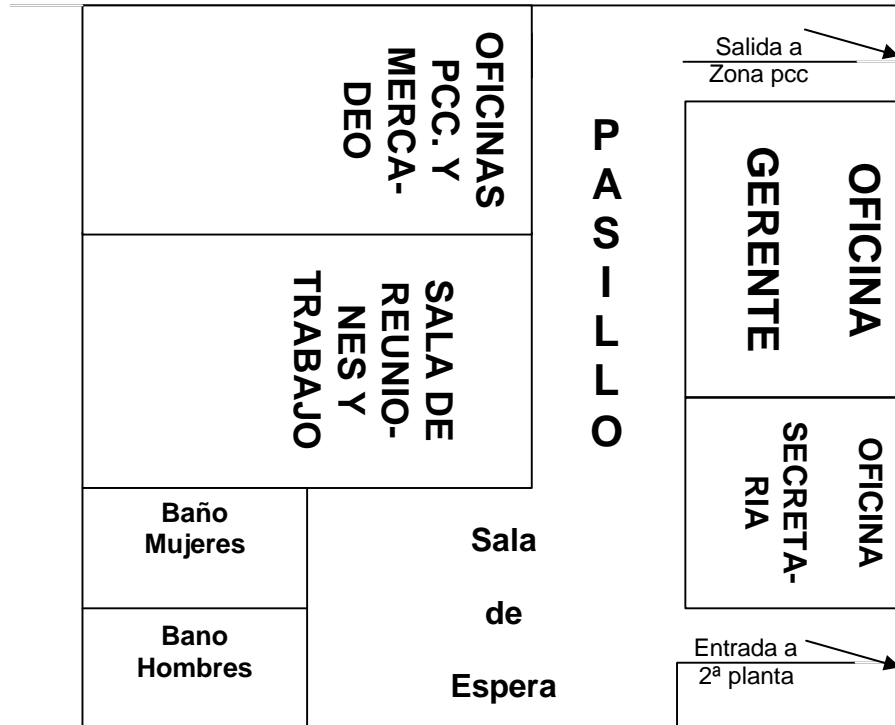 OFICINAS
PCC. Y
MERCA-
DEO
PASILLO
Salida a
Zona pcc
OFICINA
GERENTE
SALA DE
REUNIO-
NES Y
TRABAJO
OFICINA
SECRETA-
RIA
Baño
Mujeres
Sala
de
Espera
Bano
Hombres
Entrada a
2ª planta